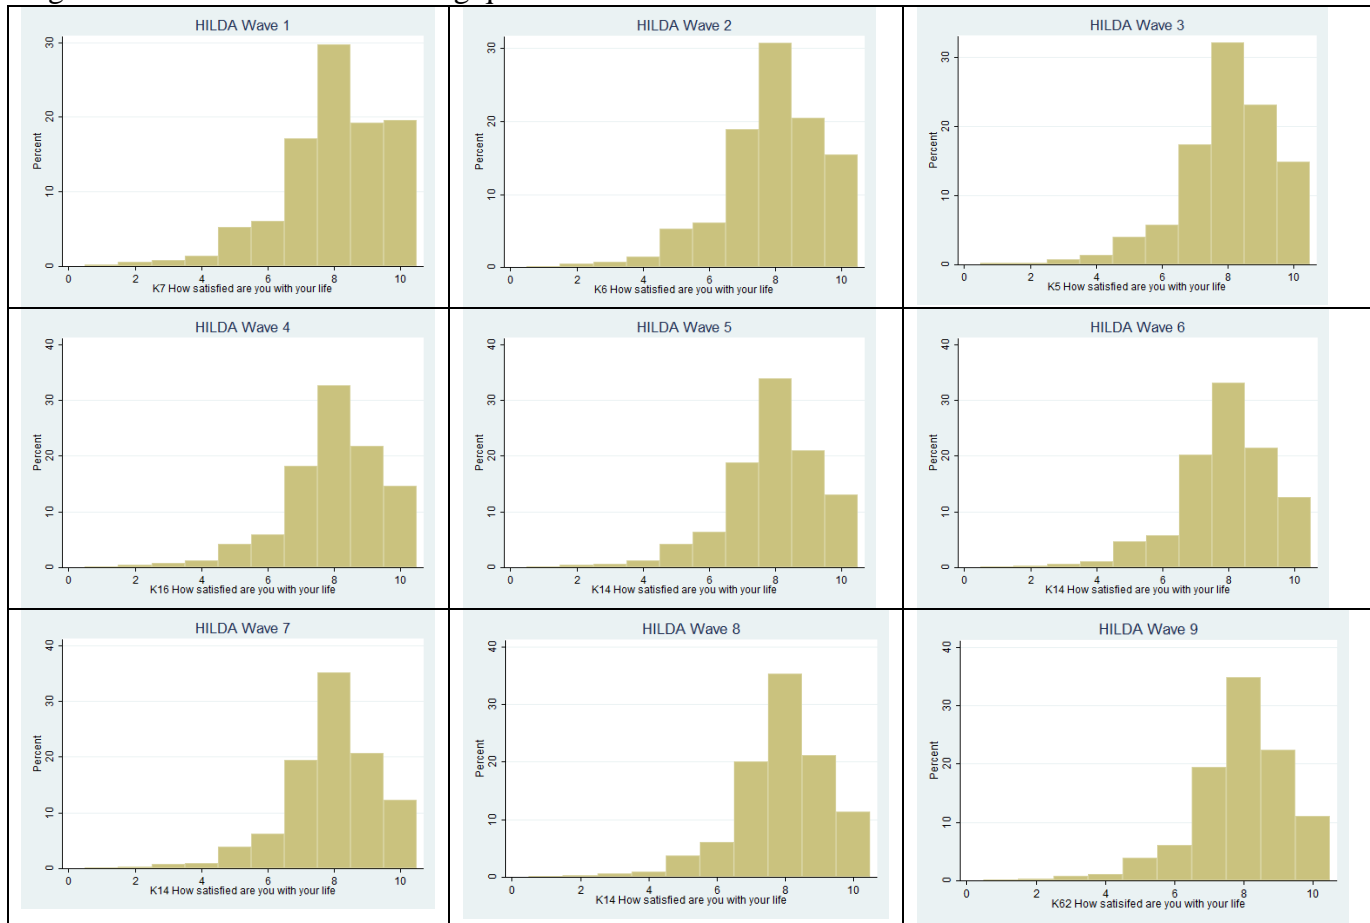 HILDA Wave 1
30
20
10
0
Percent
0 2 4 6 8 10
K7 How satisfied are you with your life
HILDA Wave 2
30
20
10
0
Percent
0 2 4 6 8 10
K6 How satisfied are you with your life
HILDA Wave 3
30
20
10
0
Percent
0 2 4 6 8 10
K5 How satisfied are you with your life
HILDA Wave 4
40
30
20
10
0
Percent
0 2 4 6 8 10
K16 How satisfied are you with your life
HILDA Wave 5
40
30
20
10
0
Percent
0 2 4 6 8 10
K14 How satisfied are you with your life
HILDA Wave 6
40
30
20
10
0
Percent
0 2 4 6 8 10
K14 How satisfied are you with your life
HILDA Wave 7
40
30
20
10
0
Percent
0 2 4 6 8 10
K14 How satisfied are you with your life
HILDA Wave 8
40
30
20
10
0
Percent
0 2 4 6 8 10
K14 How satisifed are you with your life
HILDA Wave 9
40
30
20
10
0
Percent
0 2 4 6 8 10
K62 How satisifed are you with your life